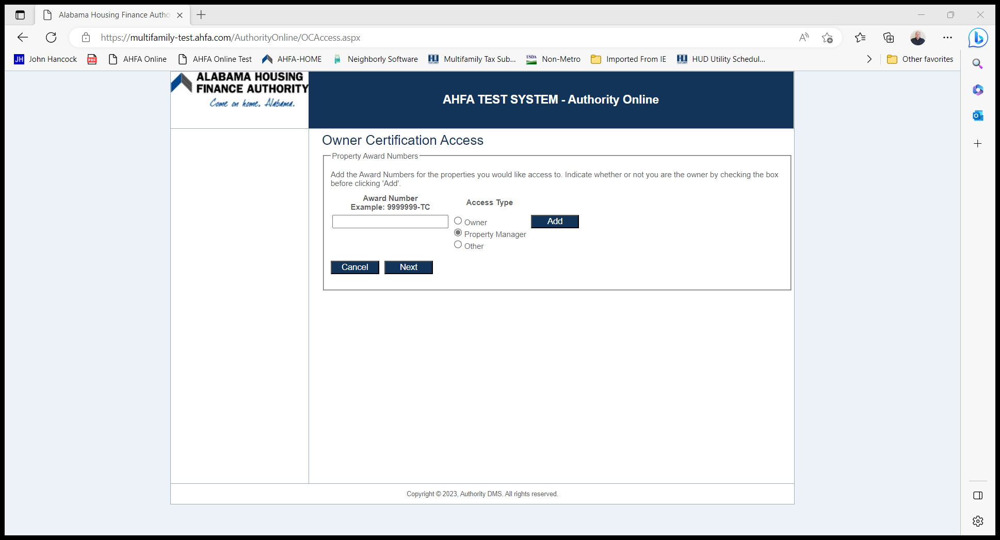 Alabama Housing Finance Autho
https://multifamily-test.ahfa.com/AuthorityOnline/OCAccess.aspx
JH John Hancock PDF AHFA Online AHFA Online Test AHFA-HOME Neighborly Software Multifamily Tax Sub... USDA Non-Metro Imported From IE HUD Utility Schedul... Other favorites
ALABAMA HOUSING
FINANCE AUTHORITY
Come on home. Alabama.
AHFA TEST SYSTEM - Authority Online
Owner Certification Access
Property Award Numbers
Add the Award Numbers for the properties you would like access to. Indicate whether or not you are the owner by checking the box
before clicking 'Add'.
Award Number
Example: 9999999-TC
Access Type
Owner
Add
Property Manager
Other
Cancel Next
Copyright © 2023, Authority DMS. All rights reserved.